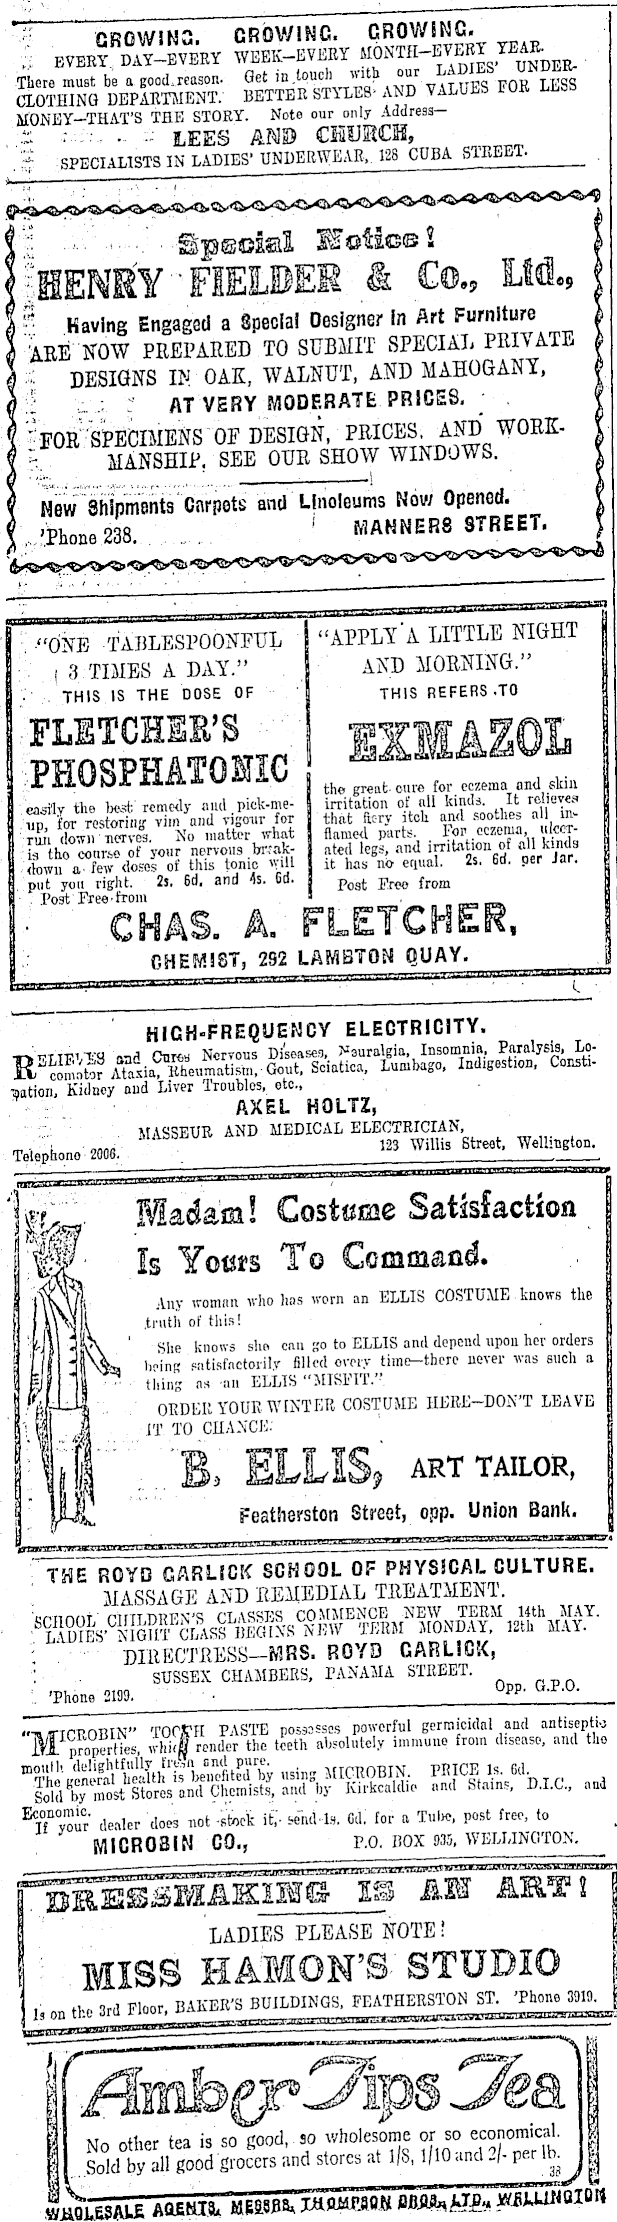 GROWING. GROWING. GROWING.
EVERY DAY—EVERY WEEK—EVERY MONTH—EVERY YEAR.
There must be a good reason. Get in touch with our LADIES' UNDER-
CLOTHING DEPARTMENT. BETTER STYLES AND VALUES FOR LESS
MONEY—THAT'S THE STORY. Note our only Address—
LEES AND CHURCH,
SPECIALISTS IN LADIES' UNDERWEAR, 128 CUBA STREET.
Special Notice!
HENRY FIELDER & Co., Ltd.,
Having Engaged a Special Designer in Art Furniture
ARE NOW PREPARED TO SUBMIT SPECIAL PRIVATE
DESIGNS IN OAK, WALNUT, AND MAHOGANY,
AT VERY MODERATE PRICES.
FOR SPECIMENS OF DESIGN, PRICES, AND WORK-
MANSHIP, SEE OUR SHOW WINDOWS.
New Shipments Carpets and Linoleums Now Opened.
'Phone 238. MANNERS STREET.
"ONE TABLESPOONFUL
3 TIMES A DAY."
THIS IS THE DOSE OF
FLETCHER'S
PHOSPHATONIC
easily the best remedy and pick-me-
up, for restoring vim and vigour for
run down nerves. No matter what
is the course of your nervous break-
down a few doses of this tonic will
put you right. 2s. 6d. and 4s. 6d.
Post Free from
"APPLY A LITTLE NIGHT
AND MORNING."
THIS REFERS TO
EXMAZOL
the great cure for eczema and skin
irritation of all kinds. It relieves
that fiery itch and soothes all in-
flamed parts. For eczema, ulcer-
ated legs, and irritation of all kinds
it has no equal. 2s. 6d. per Jar.
Post Free from
CHAS. A. FLETCHER,
CHEMIST, 292 LAMBTON QUAY.
HIGH-FREQUENCY ELECTRICITY.
RELIEVES and Cures Nervous Diseases, Neuralgia, Insomnia, Paralysis, Lo-
comotor Ataxia, Rheumatism, Gout, Sciatica, Lumbago, Indigestion, Consti-
pation, Kidney and Liver Troubles, etc.,
AXEL HOLTZ,
MASSEUR AND MEDICAL ELECTRICIAN,
Telephone 2006. 123 Willis Street, Wellington.
Madam! Costume Satisfaction
Is Yours To Command.
Any woman who has worn an ELLIS COSTUME knows the
truth of this!
She knows she can go to ELLIS and depend upon her orders
being satisfactorily filled every time—there never was such a
thing as an ELLIS "MISFIT."
ORDER YOUR WINTER COSTUME HERE—DON'T LEAVE
IT TO CHANCE.
B. ELLIS, ART TAILOR,
Featherston Street, opp. Union Bank.
THE ROYD GARLICK SCHOOL OF PHYSICAL CULTURE.
MASSAGE AND REMEDIAL TREATMENT.
SCHOOL CHILDREN'S CLASSES COMMENCE NEW TERM 14th MAY.
LADIES' NIGHT CLASS BEGINS NEW TERM MONDAY, 12th MAY.
DIRECTRESS—MRS. ROYD GARLICK,
SUSSEX CHAMBERS, PANAMA STREET.
'Phone 2199. Opp. G.P.O.
"MICROBIN" TOOTH PASTE possesses powerful germicidal and antiseptic
properties, which render the teeth absolutely immune from disease, and the
mouth delightfully fresh and pure.
The general health is benefited by using MICROBIN. PRICE 1s. 6d.
Sold by most Stores and Chemists, and by Kirkcaldie and Stains, D.I.C., and
Economic.
If your dealer does not stock it, send 1s. 6d. for a Tube, post free, to
MICROBIN CO., P.O. BOX 935, WELLINGTON.
DRESSMAKING IS AN ART!
LADIES PLEASE NOTE!
MISS HAMON'S STUDIO
Is on the 3rd Floor, BAKER'S BUILDINGS, FEATHERSTON ST. 'Phone 3919.
Amber Tips Tea
No other tea is so good, so wholesome or so economical.
Sold by all good grocers and stores at 1/8, 1/10 and 2/- per lb.
38
WHOLESALE AGENTS, MESSRS. THOMPSON BROS., LTD., WELLINGTON